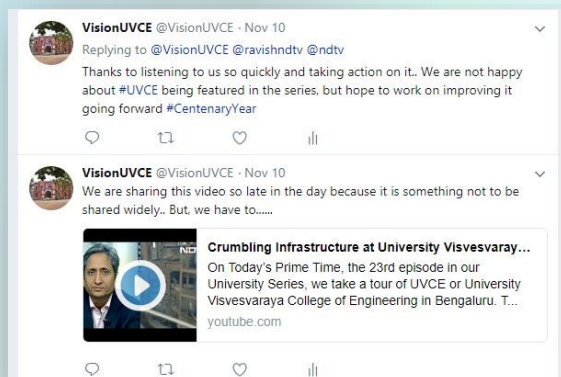 VisionUVCE @VisionUVCE · Nov 10
Replying to @VisionUVCE @ravishndtv @ndtv
Thanks to listening to us so quickly and taking action on it.. We are not happy
about #UVCE being featured in the series, but hope to work on improving it
going forward #CentenaryYear
VisionUVCE @VisionUVCE · Nov 10
We are sharing this video so late in the day because it is something not to be
shared widely.. But, we have to......
ND
Crumbling Infrastructure at University Visvesvaray...
On Today's Prime Time, the 23rd episode in our
University Series, we take a tour of UVCE or University
Visvesvaraya College of Engineering in Bengaluru. T...
youtube.com